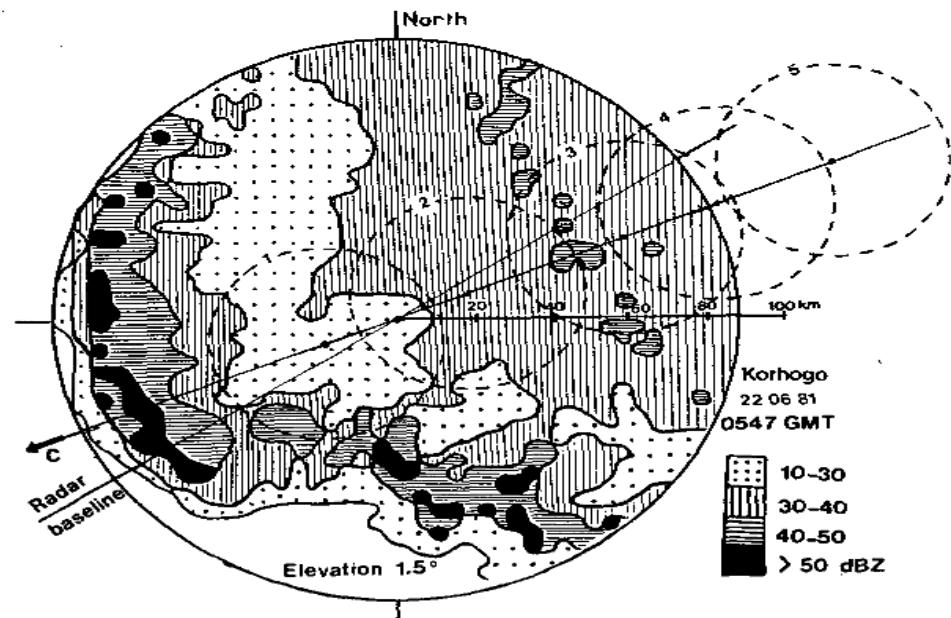 North
5
4
3
2
20
40
60
80
100 km
Korhogo
22 06 81
0547 GMT
C
Radar
baseline
10-30
30-40
40-50
> 50 dBZ
Elevation 1.5°